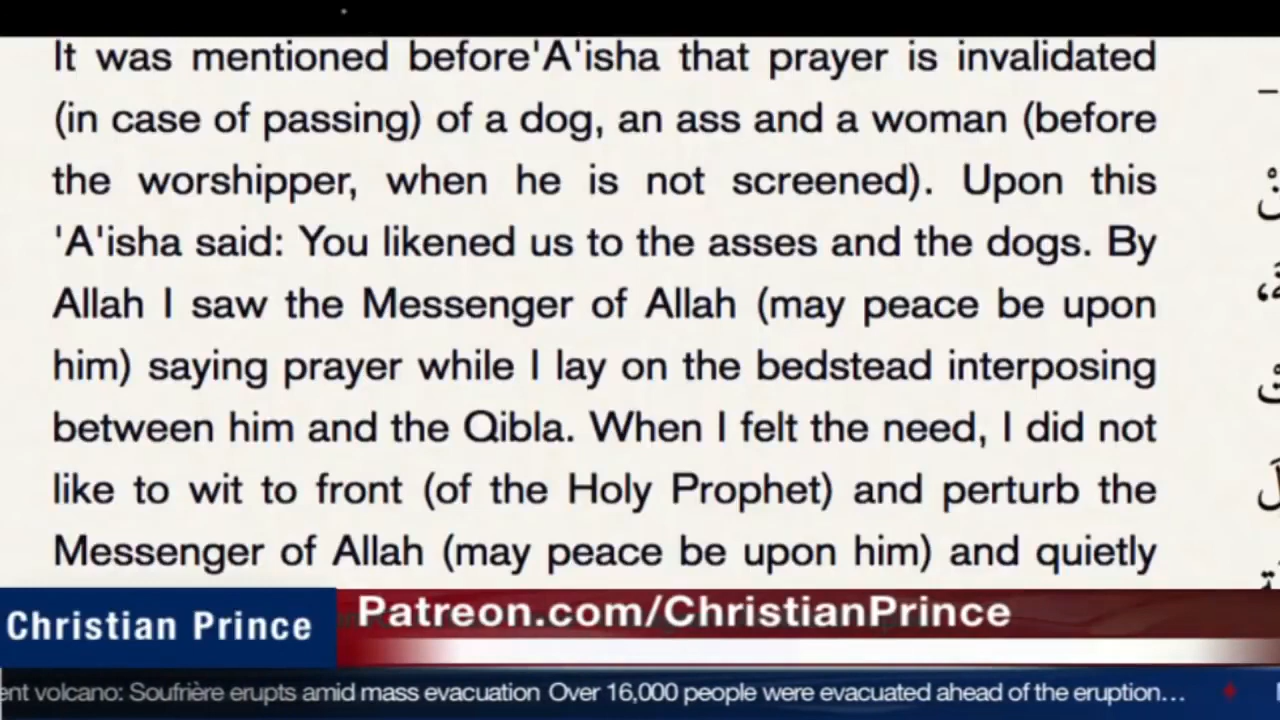 It was mentioned before'A'isha that prayer is invalidated
(in case of passing) of a dog, an ass and a woman (before
the worshipper, when he is not screened). Upon this
'A'isha said: You likened us to the asses and the dogs. By
Allah I saw the Messenger of Allah (may peace be upon
him) saying prayer while I lay on the bedstead interposing
between him and the Qibla. When I felt the need, I did not
like to wit to front (of the Holy Prophet) and perturb the
Messenger of Allah (may peace be upon him) and quietly
Christian Prince
Patreon.com/ChristianPrince
ent volcano: Soufrière erupts amid mass evacuation Over 16,000 people were evacuated ahead of the eruption...